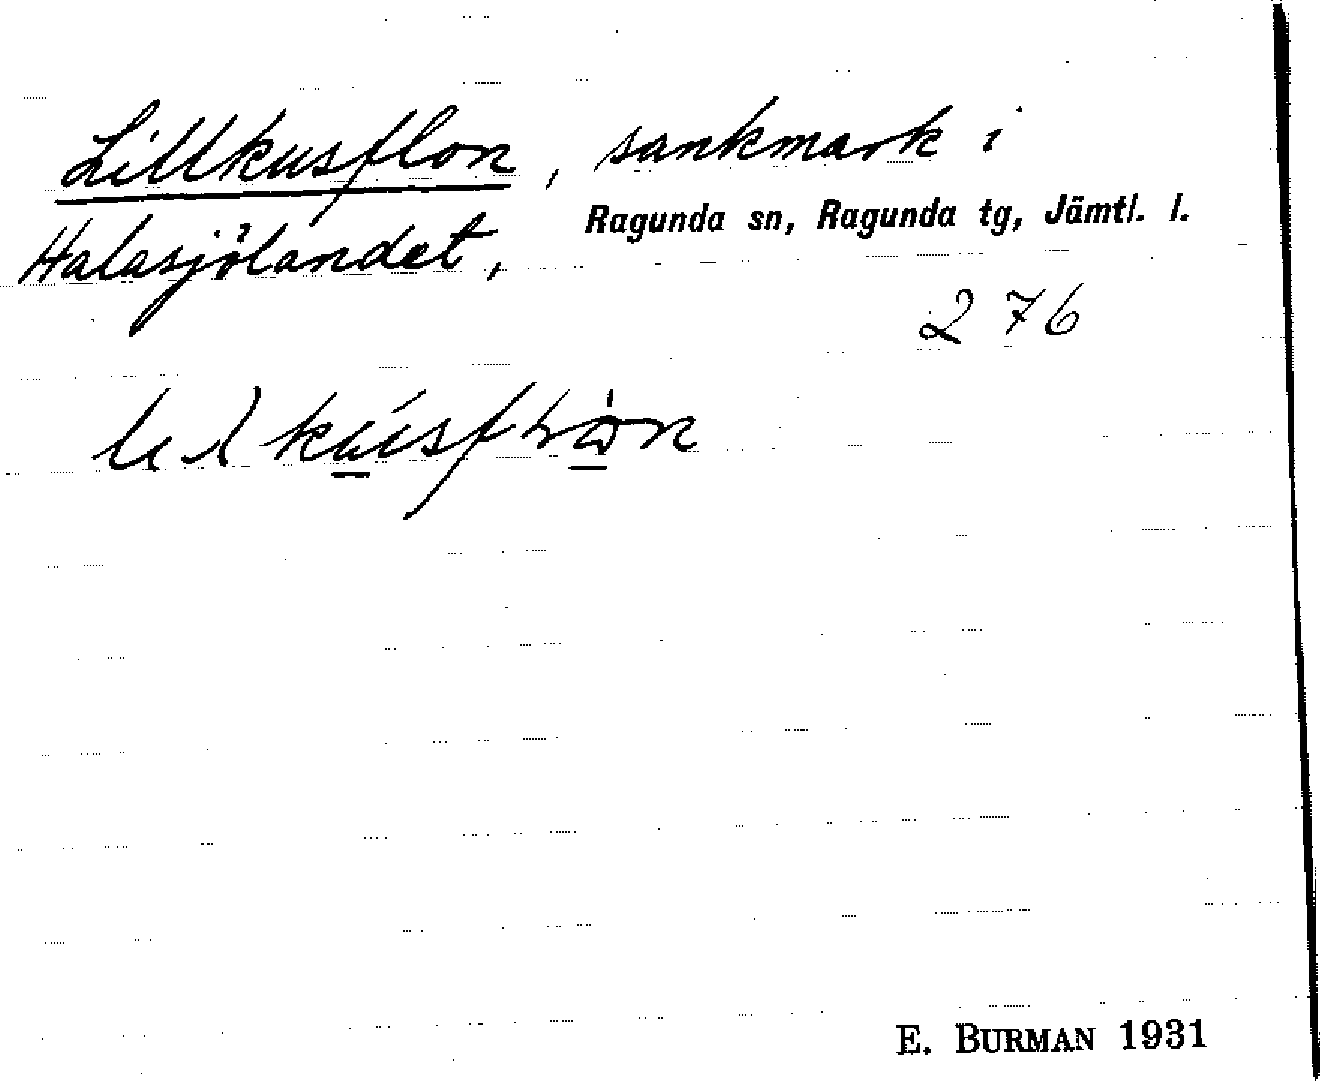 Lillkusflon, sankmark i
Halasjölandet, Ragunda sn, Ragunda tg, Jämtl. l.
276
E. BURMAN 1931